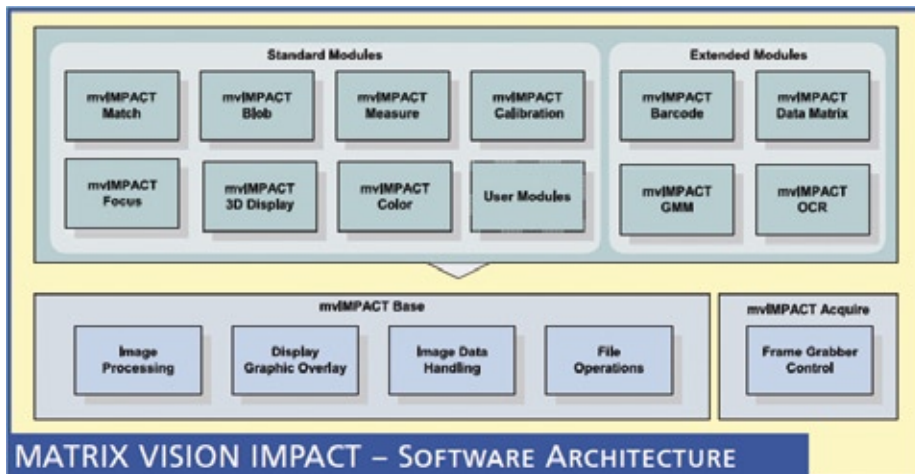 Standard Modules
Extended Modules
mvIMPACT
Match
mvIMPACT
Blob
mvIMPACT
Measure
mvIMPACT
Calibration
mvIMPACT
Barcode
mvIMPACT
Data Matrix
mvIMPACT
Focus
mvIMPACT
3D Display
mvIMPACT
Color
User Modules
mvIMPACT
GMM
mvIMPACT
OCR
mvIMPACT Base
mvIMPACT Acquire
Image
Processing
Display
Graphic Overlay
Image Data
Handling
File
Operations
Frame Grabber
Control
MATRIX VISION IMPACT – SOFTWARE ARCHITECTURE